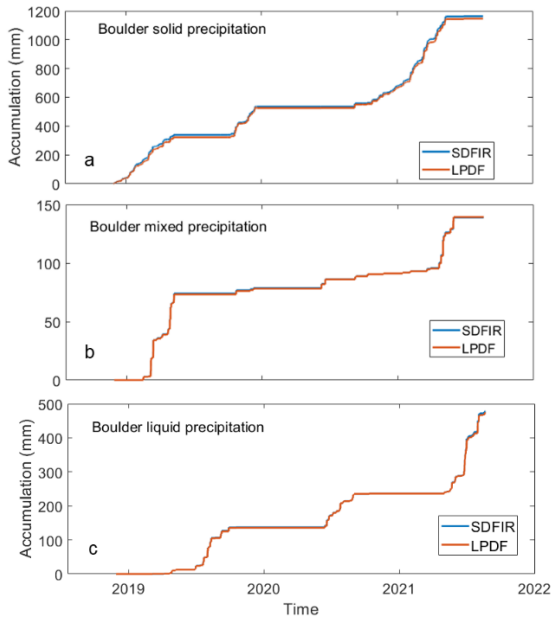 1200
Boulder solid precipitation
1000
800
600
400
200
0
Accumulation (mm)
a
SDFIR
LPDF
150
Boulder mixed precipitation
100
50
0
b
SDFIR
LPDF
500
Boulder liquid precipitation
400
300
200
100
0
Accumulation (mm)
c
SDFIR
LPDF
2019 2020 2021 2022
Time